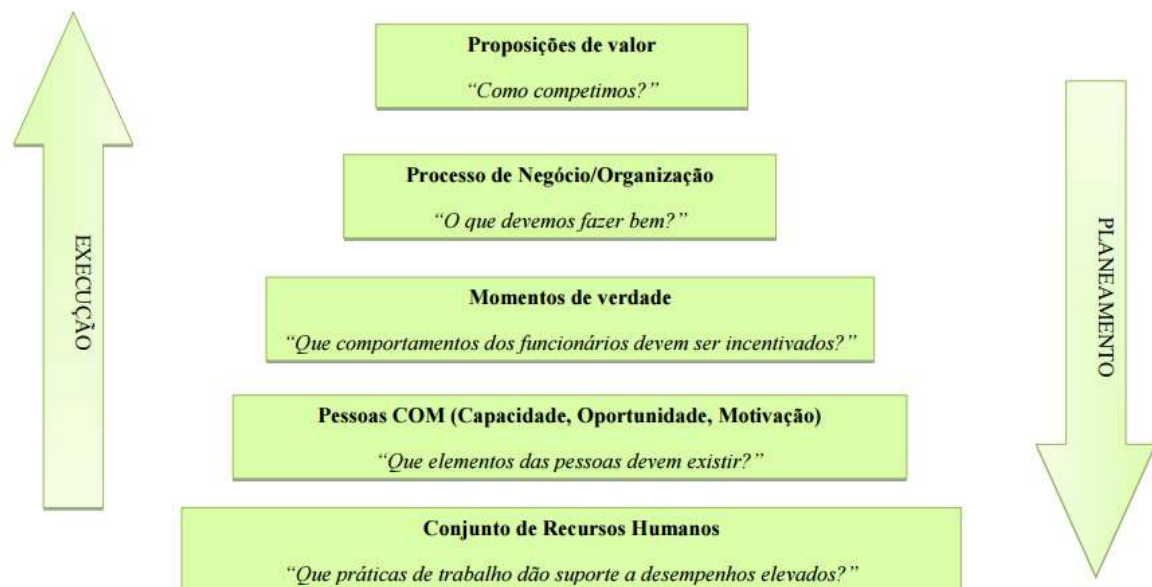 Proposições de valor
“Como competimos?”
Processo de Negócio/Organização
“O que devemos fazer bem?”
Momentos de verdade
“Que comportamentos dos funcionários devem ser incentivados?”
Pessoas COM (Capacidade, Oportunidade, Motivação)
“Que elementos das pessoas devem existir?”
Conjunto de Recursos Humanos
“Que práticas de trabalho dão suporte a desempenhos elevados?”
EXECUÇÃO
PLANEAMENTO